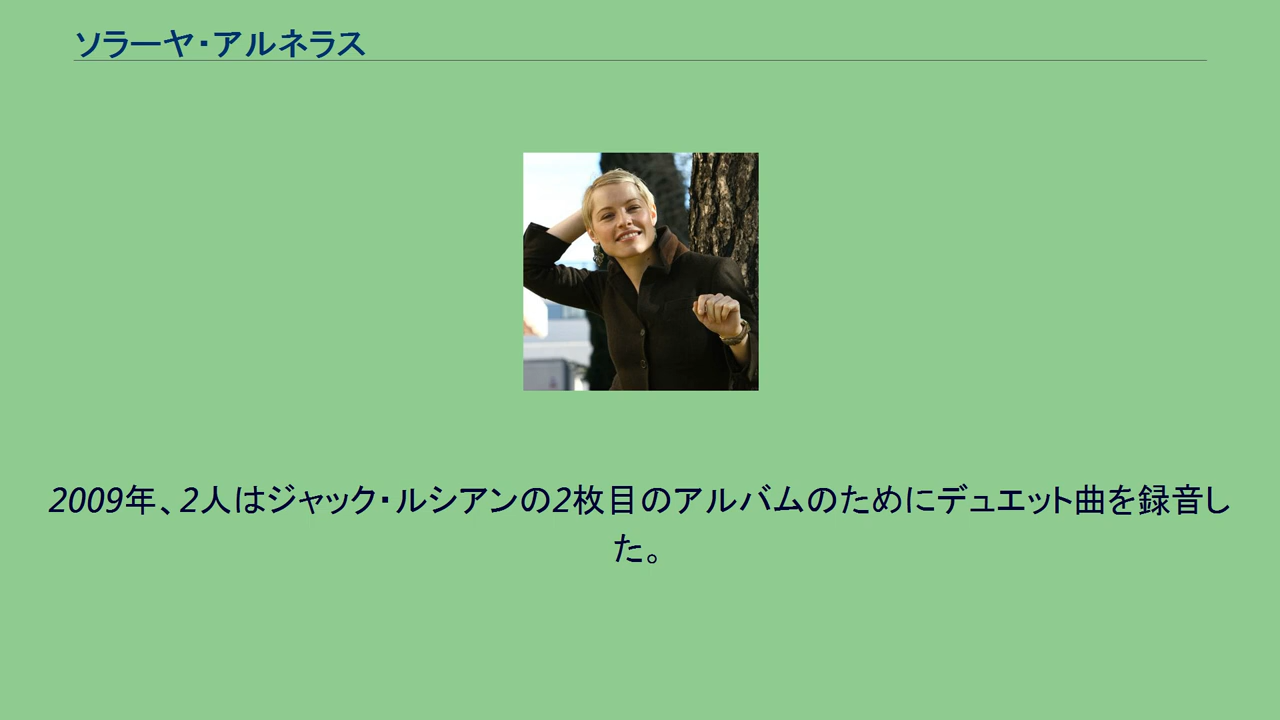 ソラーヤ・アルネラス
2009年、2人はジャック・ルシアンの2枚目のアルバムのためにデュエット曲を録音し
た。